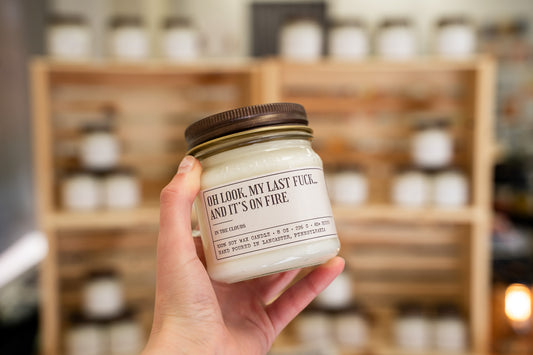 OH LOOK, MY LAST FUCK...
AND IT'S ON FIRE
IN THE CLOUDS
100% SOY WAX CANDLE • 8 OZ • 226 G • 40+ HOURS
HAND POURED IN LANCASTER, PENNSYLVANIA